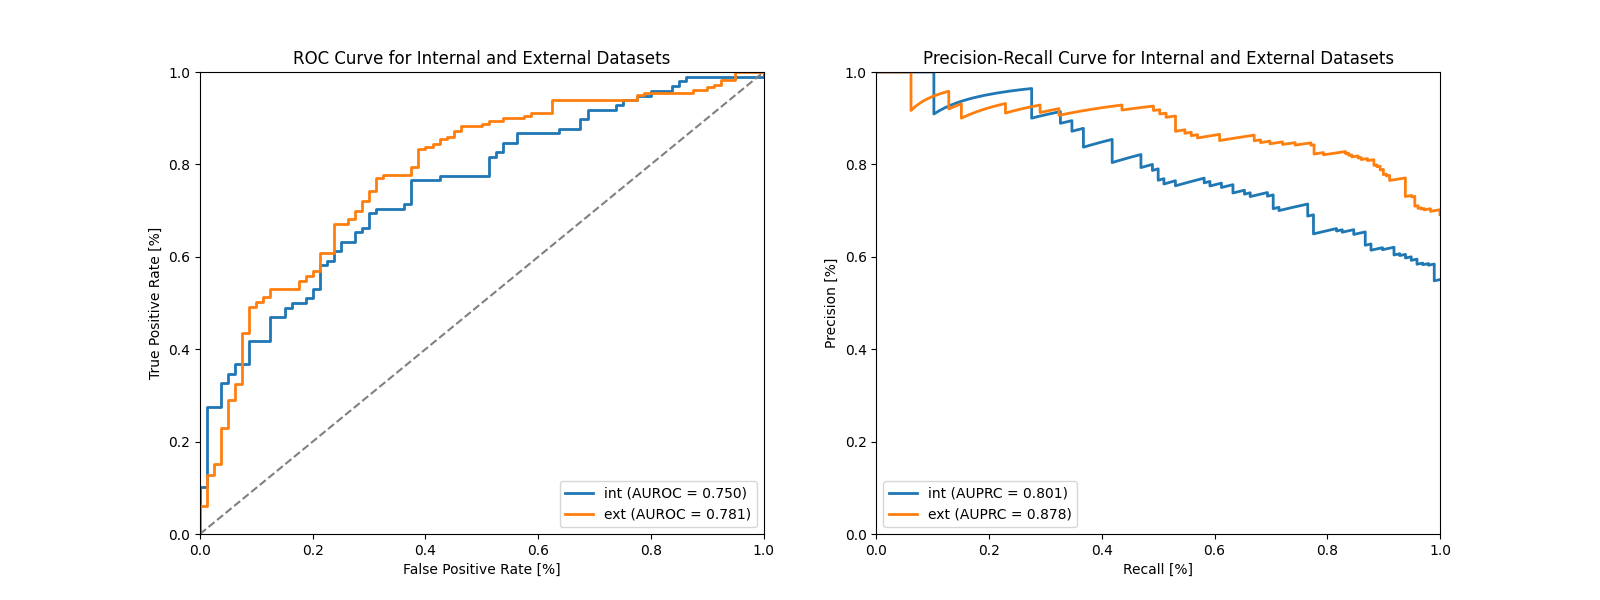 ROC Curve for Internal and External Datasets
1.0
0.8
0.6
0.4
0.2
0.0
True Positive Rate [%]
int (AUROC = 0.750)
ext (AUROC = 0.781)
0.0 0.2 0.4 0.6 0.8 1.0
False Positive Rate [%]
Precision-Recall Curve for Internal and External Datasets
1.0
0.8
0.6
0.4
0.2
0.0
Precision [%]
int (AUPRC = 0.801)
ext (AUPRC = 0.878)
0.0 0.2 0.4 0.6 0.8 1.0
Recall [%]